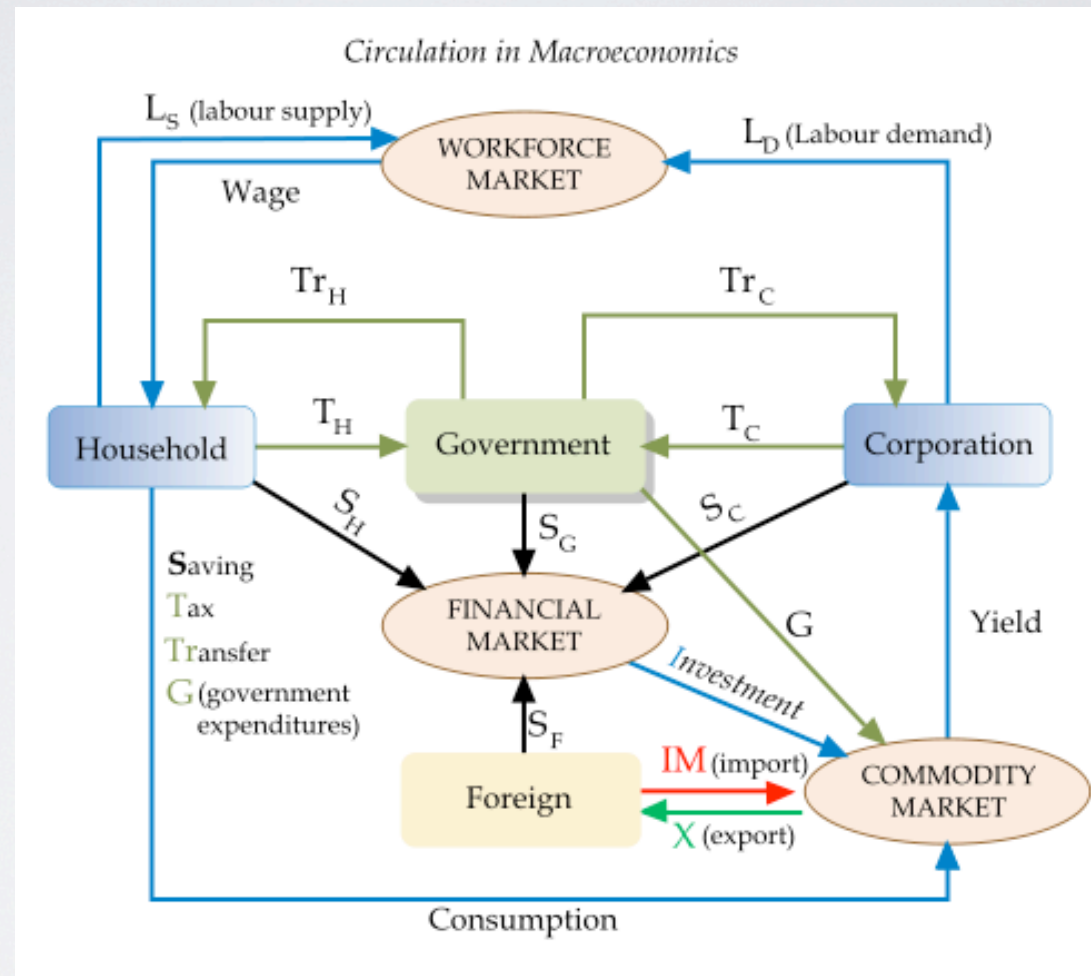 Circulation in Macroeconomics
L_S (labour supply)
WORKFORCE
MARKET
L_D (Labour demand)
Wage
Tr_H
Tr_C
Household
T_H
Government
T_C
Corporation
S_H
S_G
S_C
Saving
Tax
Transfer
G (government
expenditures)
FINANCIAL
MARKET
G
Yield
Investment
S_F
Foreign
IM (import)
X (export)
COMMODITY
MARKET
Consumption